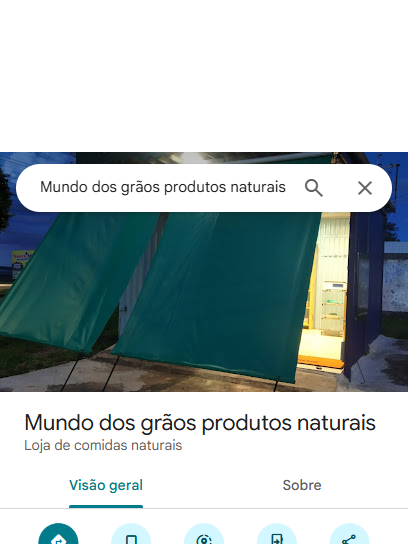 Mundo dos grãos produtos naturais
Mundo dos grãos produtos naturais
Loja de comidas naturais
Visão geral
Sobre